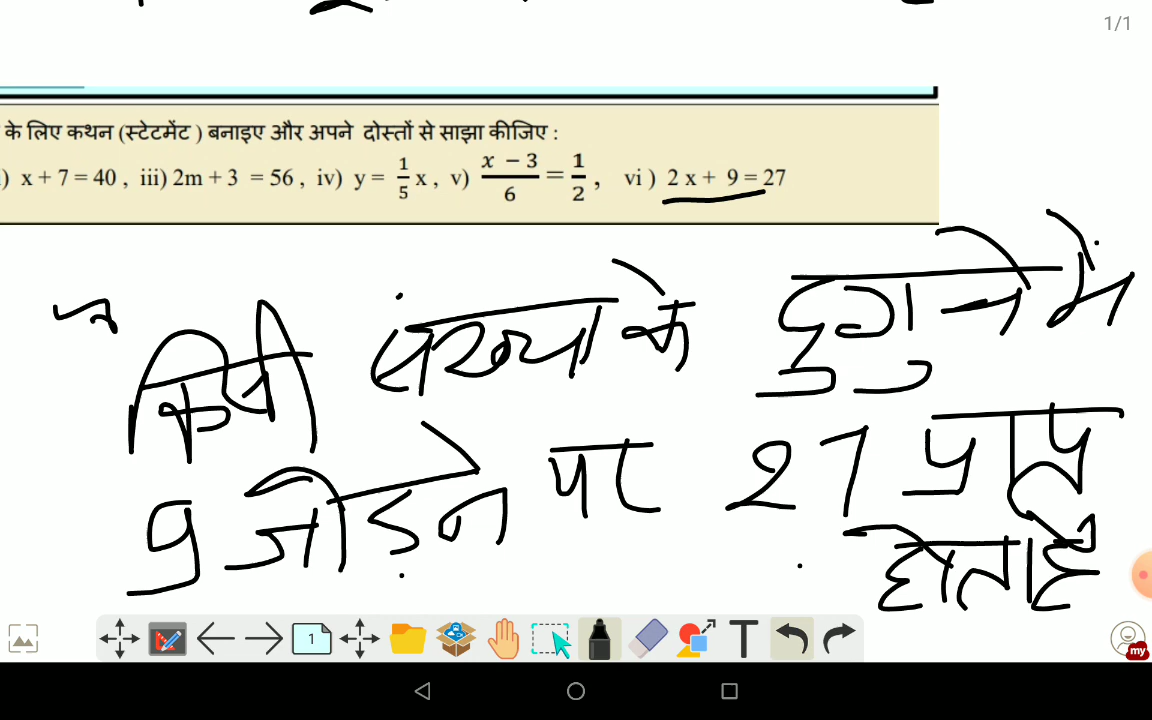 1/1
के लिए कथन (स्टेटमेंट ) बनाइए और अपने दोस्तों से साझा कीजिए :
) x + 7 = 40 , iii) 2m + 3 = 56 , iv) y = 1/5 x , v) x − 3 / 6 = 1/2 , vi ) 2 x + 9 = 27
किसी संख्या के दुगुने में
9 जोड़ने पर 27 प्राप्त
होता है
1
T
my